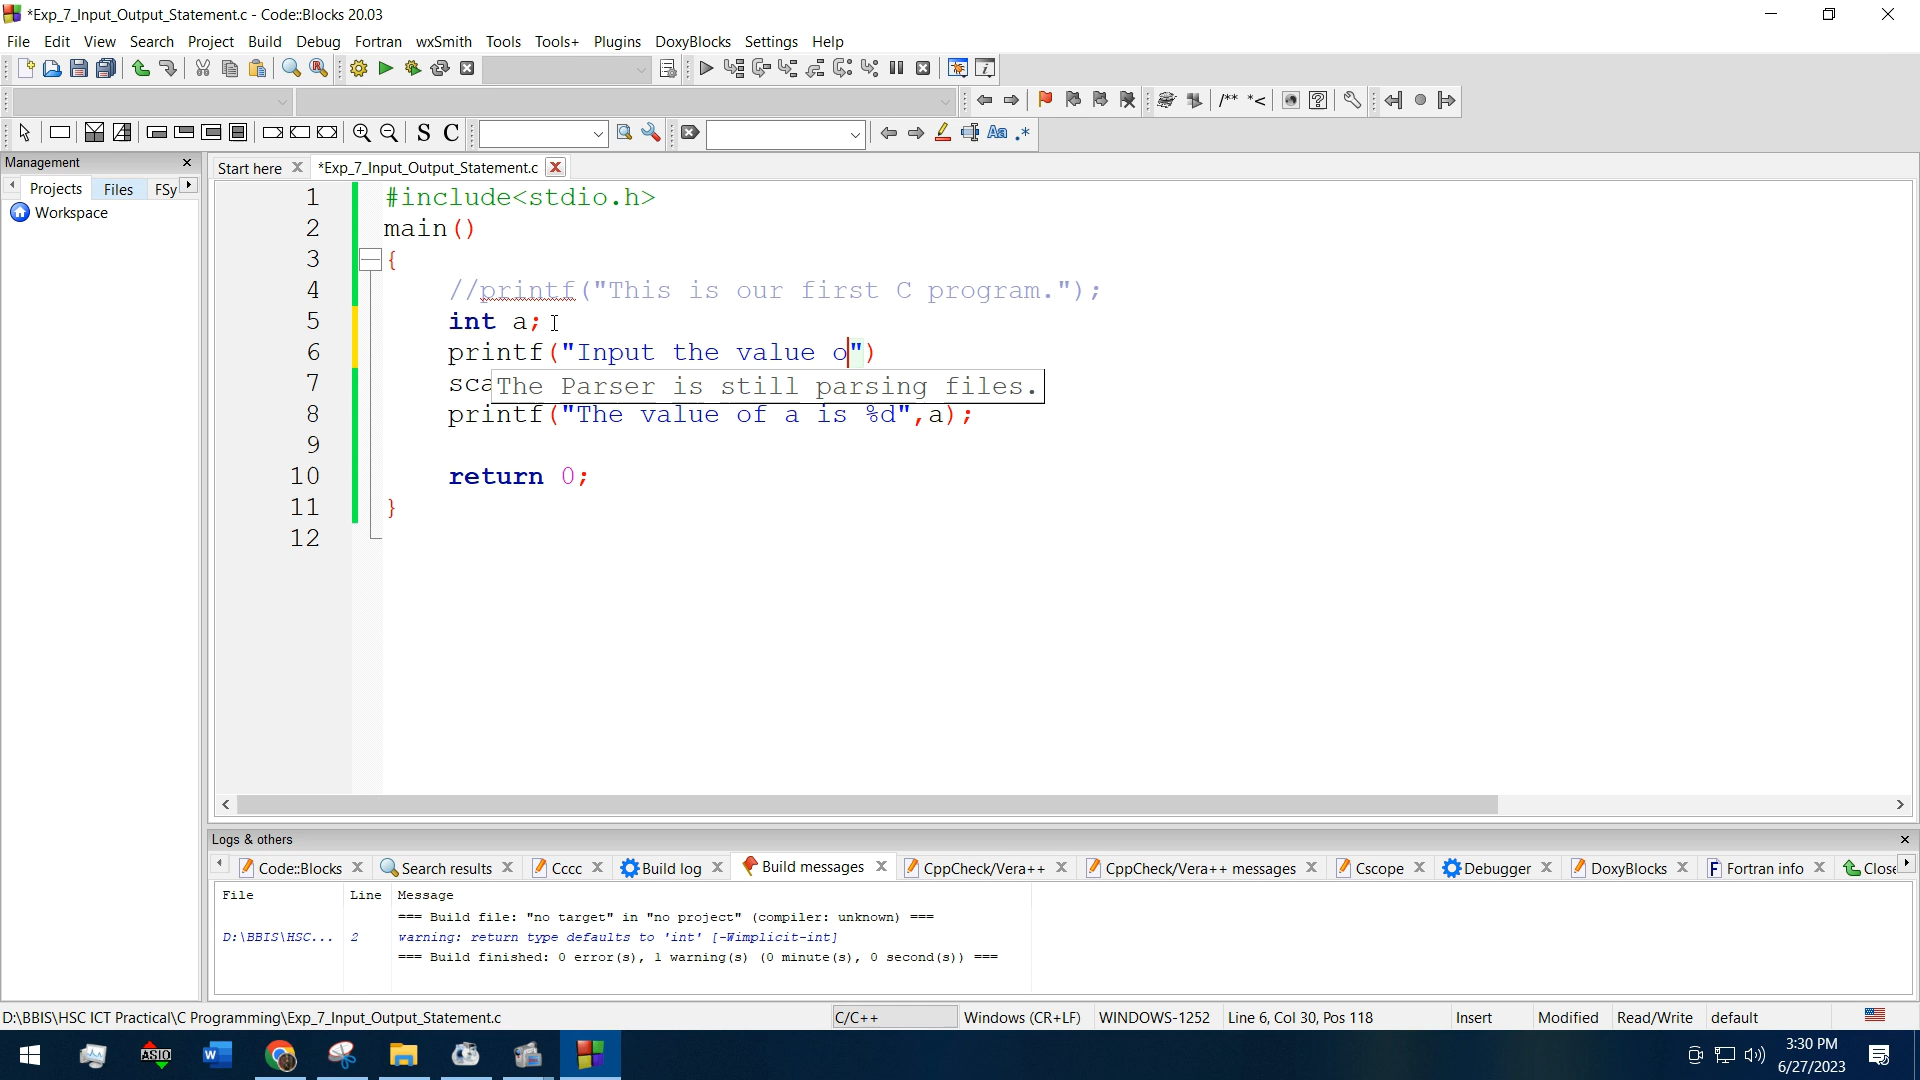 *Exp_7_Input_Output_Statement.c - Code::Blocks 20.03
File Edit View Search Project Build Debug Fortran wxSmith Tools Tools+ Plugins DoxyBlocks Settings Help
/** *<
S C
Aa .*
Management
Start here *Exp_7_Input_Output_Statement.c
Projects Files FSy
Workspace
1 #include<stdio.h>
2 main()
3 {
4 //printf("This is our first C program.");
5 int a;
6 printf("Input the value o")
7 sca
The Parser is still parsing files.
8 printf("The value of a is %d",a);
9
10 return 0;
11 }
12
Logs & others
Code::Blocks Search results Cccc Build log Build messages CppCheck/Vera++ CppCheck/Vera++ messages Cscope Debugger DoxyBlocks Fortran info Close
File Line Message
=== Build file: "no target" in "no project" (compiler: unknown) ===
D:\BBIS\HSC... 2 warning: return type defaults to 'int' [-Wimplicit-int]
=== Build finished: 0 error(s), 1 warning(s) (0 minute(s), 0 second(s)) ===
D:\BBIS\HSC ICT Practical\C Programming\Exp_7_Input_Output_Statement.c C/C++ Windows (CR+LF) WINDOWS-1252 Line 6, Col 30, Pos 118 Insert Modified Read/Write default
ASIO
3:30 PM
6/27/2023